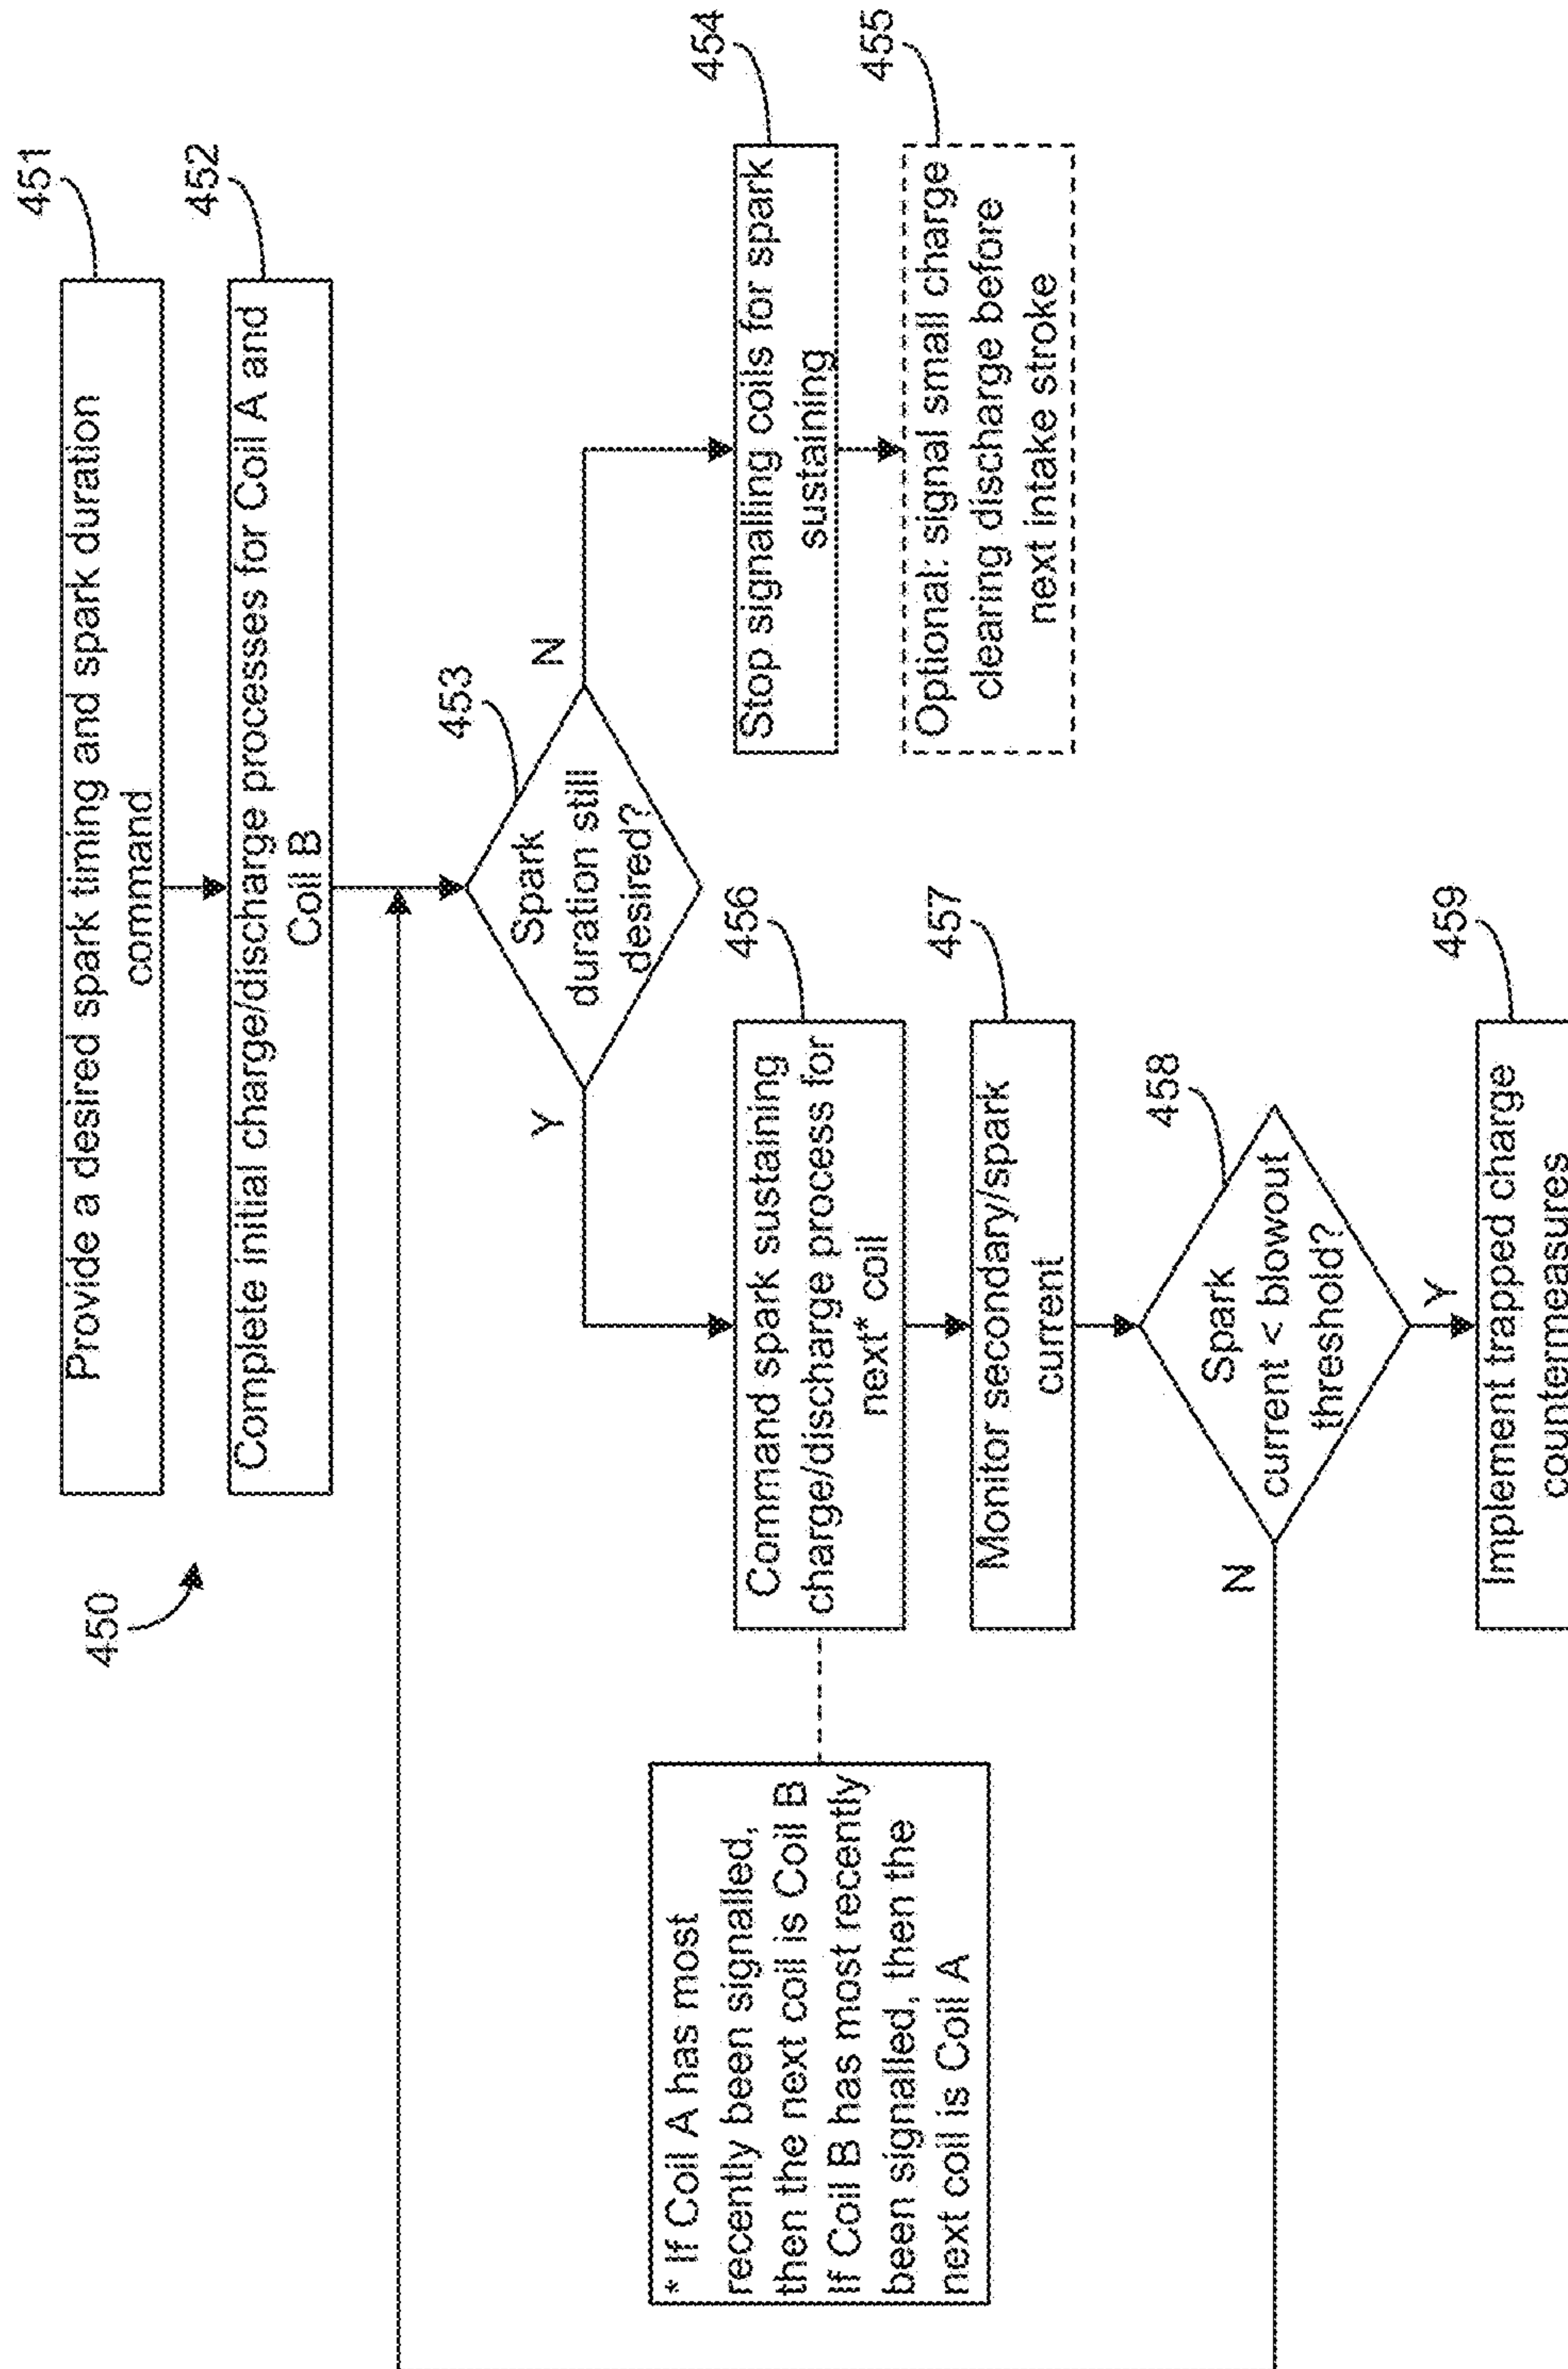 450
451
Provide a desired spark timing and spark duration
command
452
Complete initial charge/discharge processes for Coil A and
Coil B
453
Spark
duration still
desired?
Y
N
454
Stop signalling coils for spark
sustaining
455
Optional: signal small charge
clearing discharge before
next intake stroke
456
Command spark sustaining
charge/discharge process for
next* coil
* If Coil A has most
recently been signalled,
then the next coil is Coil B
If Coil B has most recently
been signalled, then the
next coil is Coil A
457
Monitor secondary/spark
current
458
Spark
current < blowout
threshold?
N
Y
459
Implement trapped charge
countermeasures